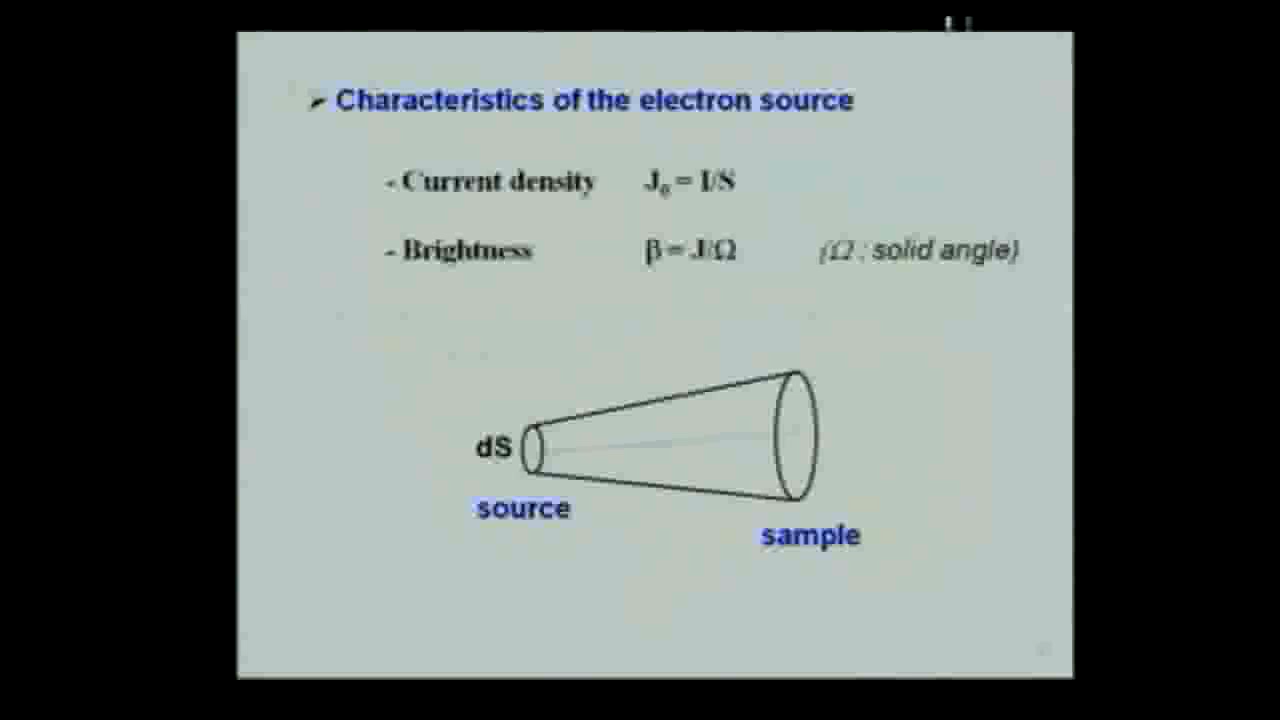 ➢ Characteristics of the electron source
- Current density J₀ = I/S
- Brightness β = J/Ω (Ω : solid angle)
dS
source
sample